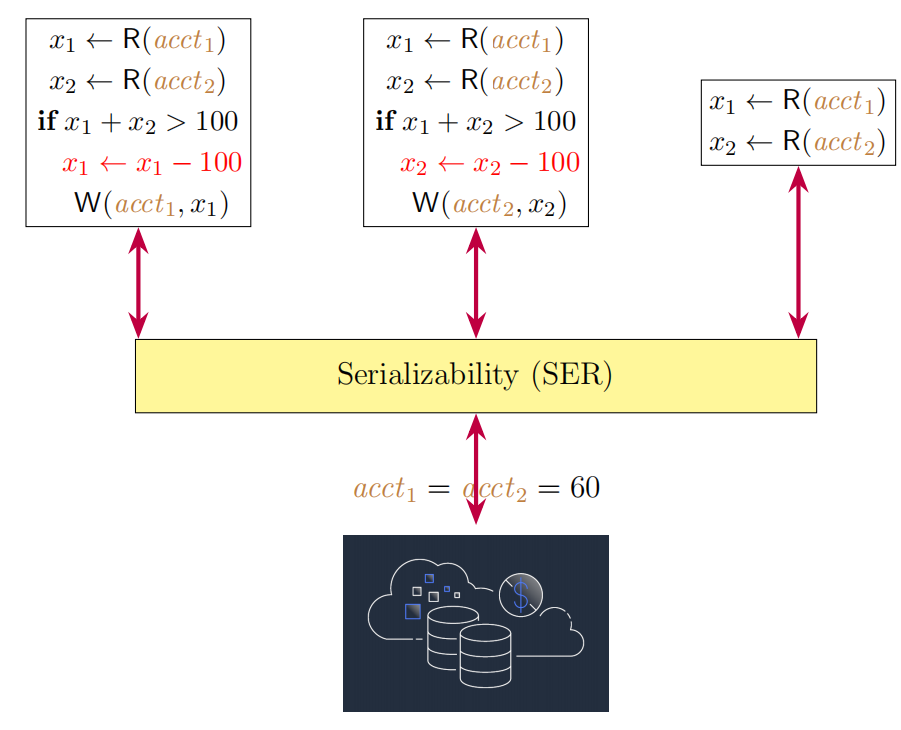 x₁ ← R(acct₁)
x₂ ← R(acct₂)
if x₁ + x₂ > 100
x₁ ← x₁ − 100
W(acct₁, x₁)
x₁ ← R(acct₁)
x₂ ← R(acct₂)
if x₁ + x₂ > 100
x₂ ← x₂ − 100
W(acct₂, x₂)
x₁ ← R(acct₁)
x₂ ← R(acct₂)
Serializability (SER)
acct₁ = acct₂ = 60
$